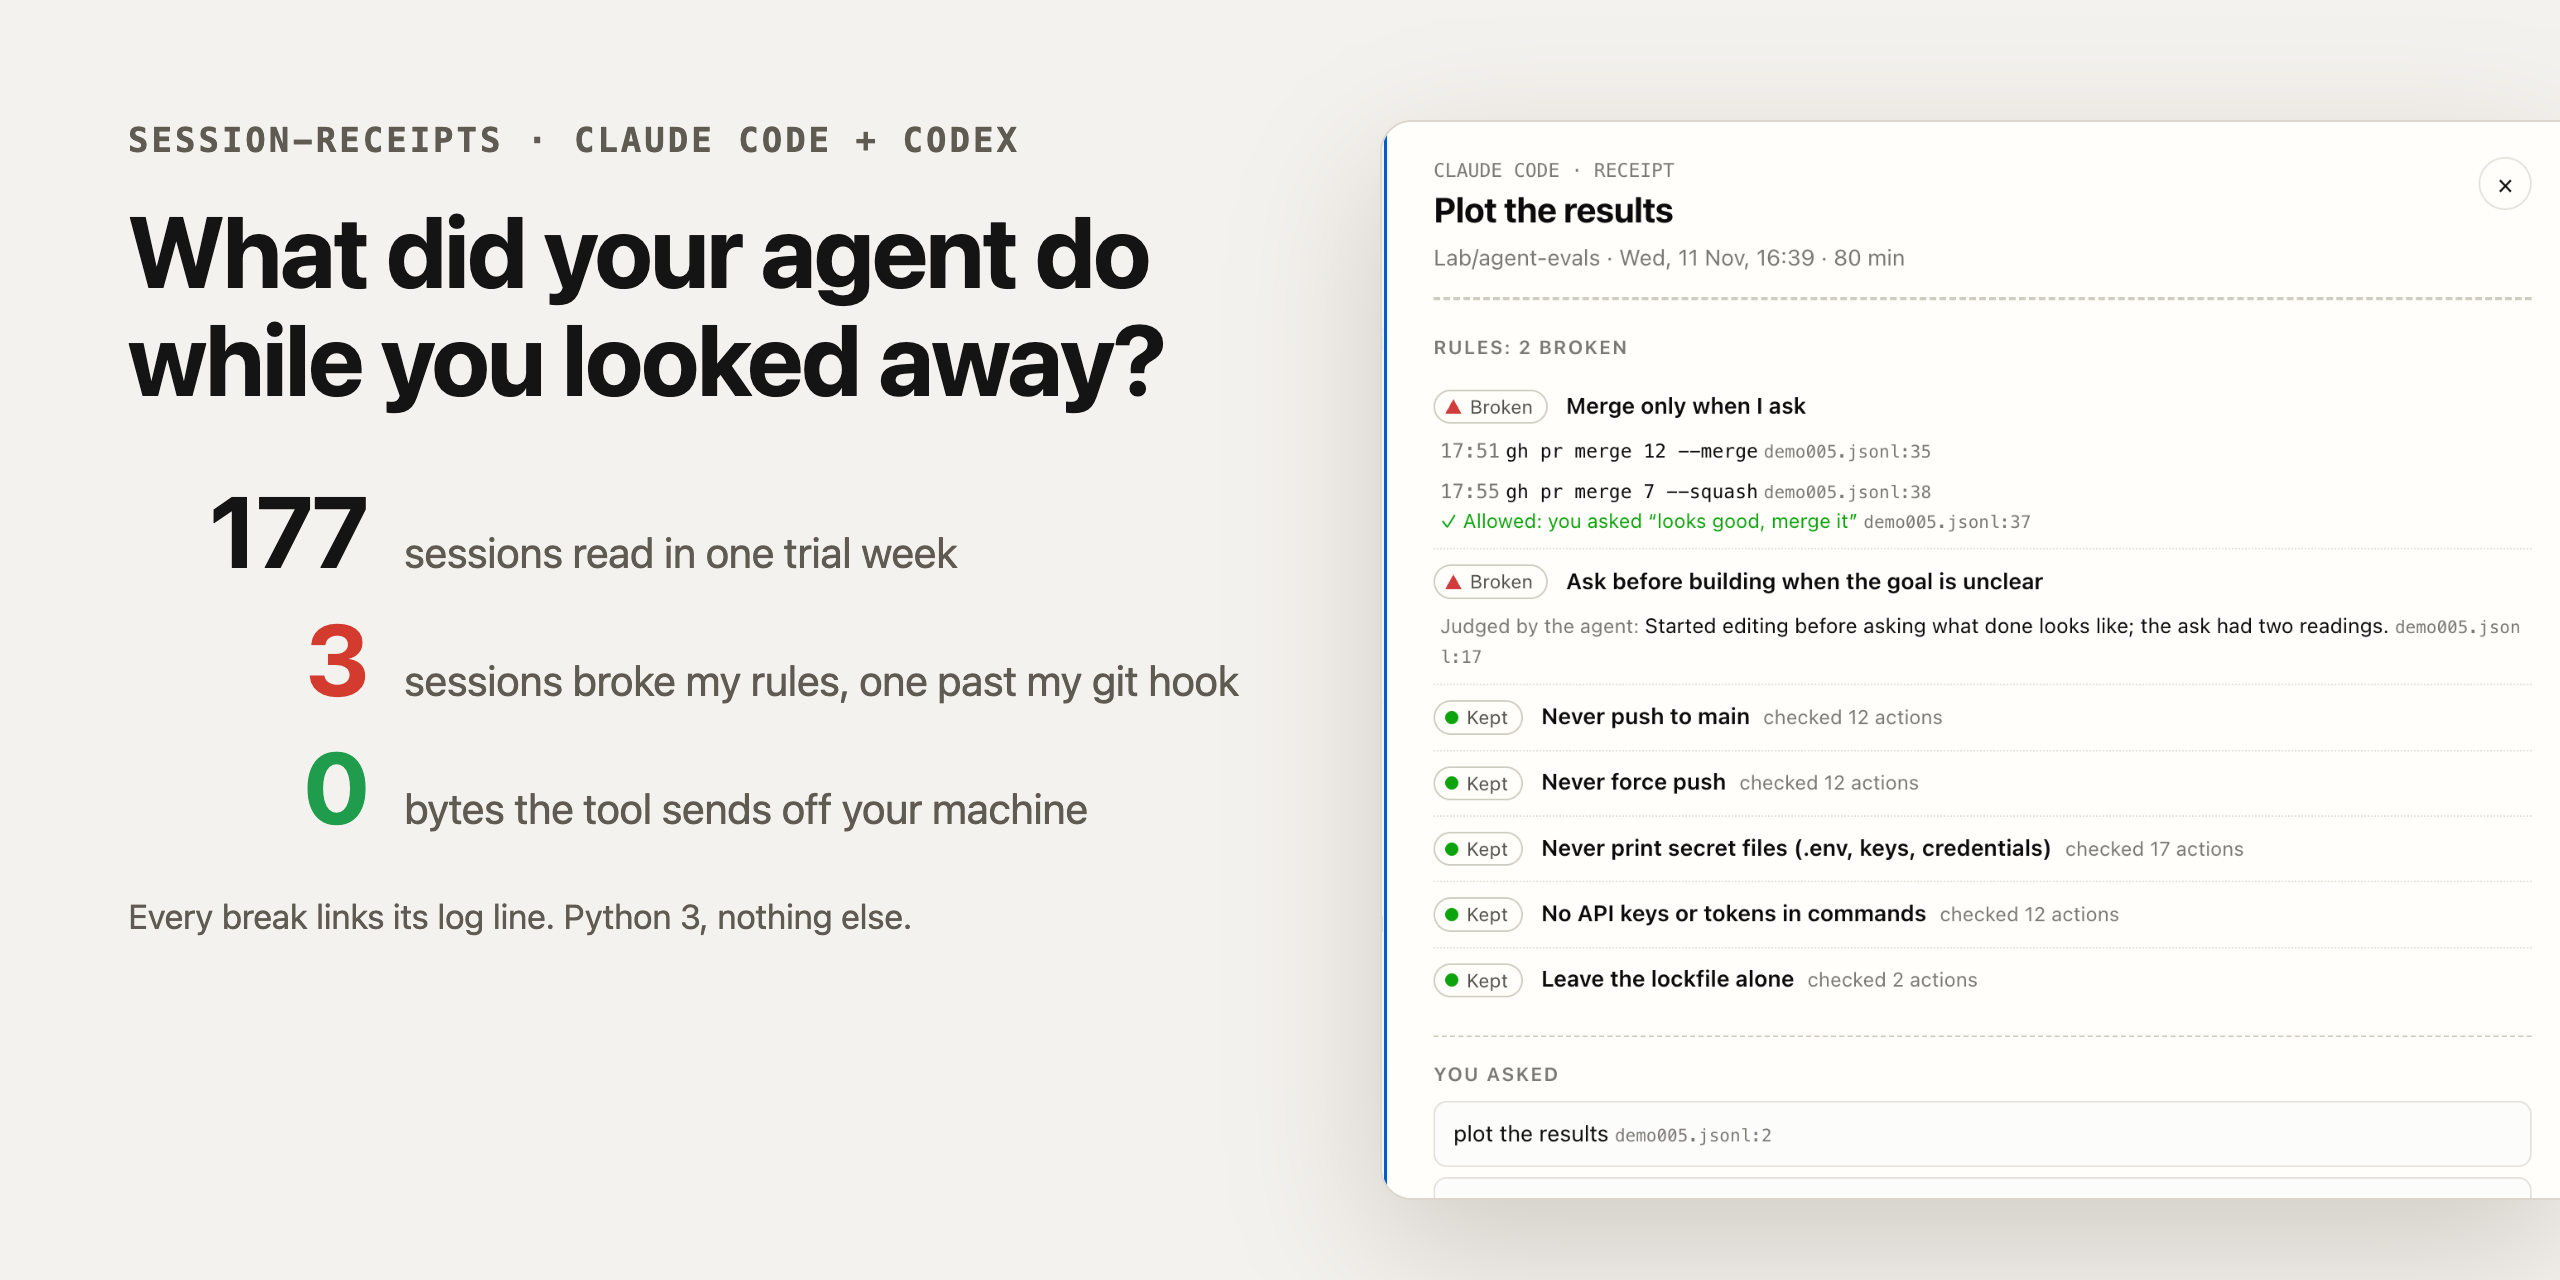 SESSION-RECEIPTS · CLAUDE CODE + CODEX
What did your agent do
while you looked away?
177 sessions read in one trial week
3 sessions broke my rules, one past my git hook
0 bytes the tool sends off your machine
Every break links its log line. Python 3, nothing else.
CLAUDE CODE · RECEIPT
×
Plot the results
Lab/agent-evals · Wed, 11 Nov, 16:39 · 80 min
RULES: 2 BROKEN
▲ Broken Merge only when I ask
17:51 gh pr merge 12 --merge demo005.jsonl:35
17:55 gh pr merge 7 --squash demo005.jsonl:38
✓ Allowed: you asked “looks good, merge it” demo005.jsonl:37
▲ Broken Ask before building when the goal is unclear
Judged by the agent: Started editing before asking what done looks like; the ask had two readings. demo005.json
l:17
● Kept Never push to main checked 12 actions
● Kept Never force push checked 12 actions
● Kept Never print secret files (.env, keys, credentials) checked 17 actions
● Kept No API keys or tokens in commands checked 12 actions
● Kept Leave the lockfile alone checked 2 actions
YOU ASKED
plot the results demo005.jsonl:2